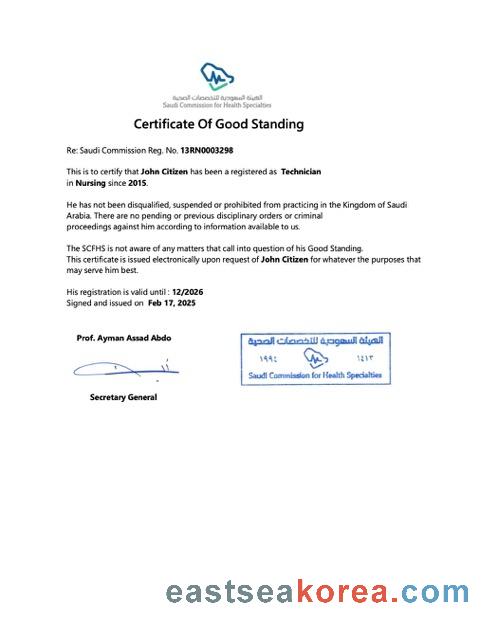 الهيئة السعودية للتخصصات الصحية
Saudi Commission for Health Specialties
Certificate Of Good Standing
Re: Saudi Commission Reg. No. 13RN0003298
This is to certify that John Citizen has been a registered as Technician
in Nursing since 2015.
He has not been disqualified, suspended or prohibited from practicing in the Kingdom of Saudi
Arabia. There are no pending or previous disciplinary orders or criminal
proceedings against him according to information available to us.
The SCFHS is not aware of any matters that call into question of his Good Standing.
This certificate is issued electronically upon request of John Citizen for whatever the purposes that
may serve him best.
His registration is valid until : 12/2026
Signed and issued on Feb 17, 2025
Prof. Ayman Assad Abdo
Secretary General
الهيئة السعودية للتخصصات الصحية
١٩٩٤ ١٤١٣
Saudi Commission for Health Specialties
eastseakorea.com